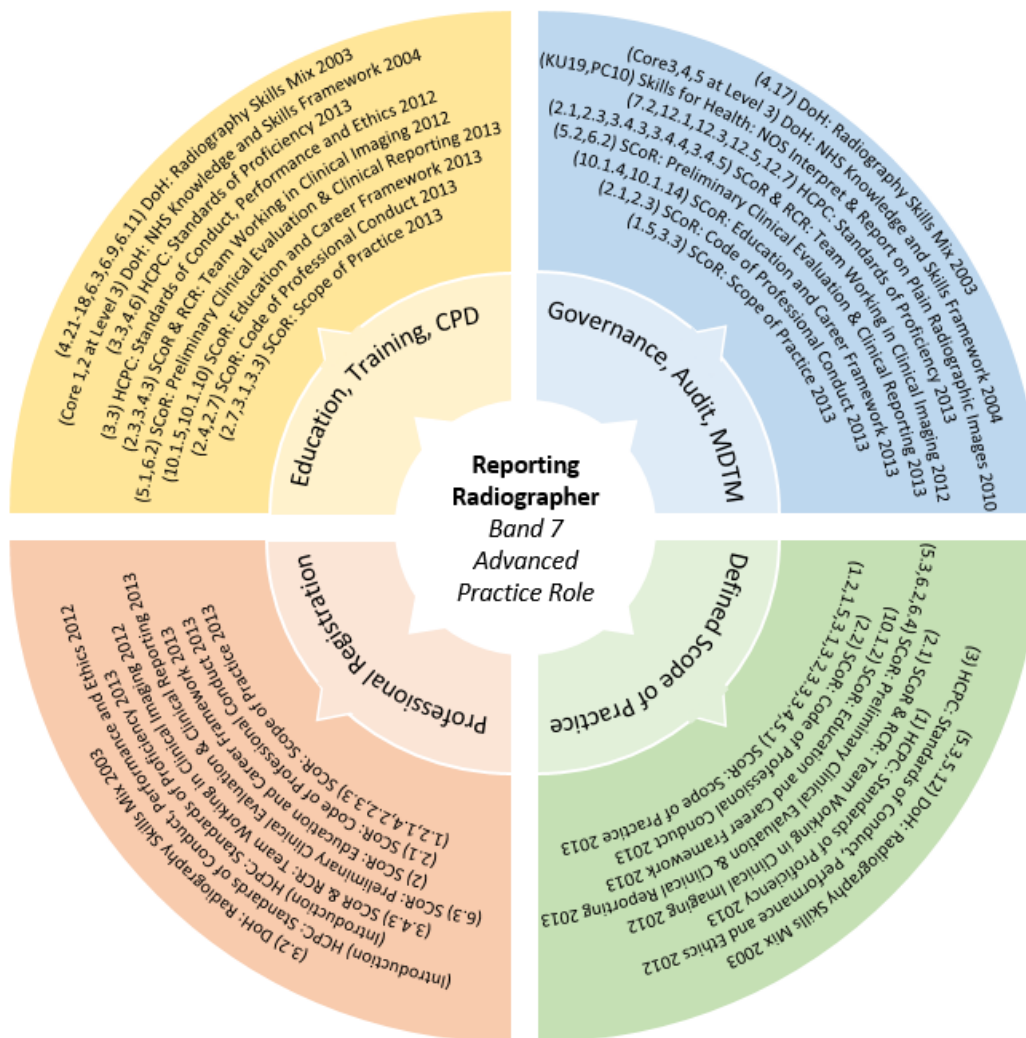 (4.21-18,6.3,6.9,6.11) DoH: Radiography Skills Mix 2003
(Core 1,2 at Level 3) DoH: NHS Knowledge and Skills Framework 2004
(3.3,4.6) HCPC: Standards of Proficiency 2013
(3.3) HCPC: Standards of Conduct, Performance and Ethics 2012
(2.3,3.4.3) SCoR & RCR: Team Working in Clinical Imaging 2012
(5.1,6.2) SCoR: Preliminary Clinical Evaluation & Clinical Reporting 2013
(10.1.5,10.1.10) SCoR: Education and Career Framework 2013
(2.4,2.7) SCoR: Code of Professional Conduct 2013
(2.7,3.1,3.3) SCoR: Scope of Practice 2013
Education, Training, CPD
(4.17) DoH: Radiography Skills Mix 2003
(Core3,4,5 at Level 3) DoH: NHS Knowledge and Skills Framework 2004
(KU19,PC10) Skills for Health: NOS Interpret & Report on Plain Radiographic Images 2010
(7.2,12.1,12.3,12.5,12.7) HCPC: Standards of Proficiency 2013
(2.1,2.3,3.4.3,3.4.4,3.4.5) SCoR & RCR: Team Working in Clinical Imaging 2012
(5.2,6.2) SCoR: Preliminary Clinical Evaluation & Clinical Reporting 2013
(10.1.4,10.1.14) SCoR: Education and Career Framework 2013
(2.1,2.3) SCoR: Code of Professional Conduct 2013
(1.5,3.3) SCoR: Scope of Practice 2013
Governance, Audit, MDTM
Reporting
Radiographer
Band 7
Advanced
Practice Role
Professional Registration
(1.2,1.4,2.2,3.3) SCoR: Scope of Practice 2013
(2.1) SCoR: Code of Professional Conduct 2013
(2) SCoR: Education and Career Framework 2013
(6.3) SCoR: Preliminary Clinical Evaluation & Clinical Reporting 2013
(3.4.3) SCoR & RCR: Team Working in Clinical Imaging 2012
(Introduction) HCPC: Standards of Proficiency 2013
(Introduction) HCPC: Standards of Conduct, Performance and Ethics 2012
(3.2) DoH: Radiography Skills Mix 2003
Defined Scope of Practice
(1.2,1.5,3.1,3.2,3.3,3.4,5.1) SCoR: Scope of Practice 2013
(2.2) SCoR: Code of Professional Conduct 2013
(10.1.2) SCoR: Education and Career Framework 2013
(5.3,6.2,6.4) SCoR: Preliminary Clinical Evaluation & Clinical Reporting 2013
(2.1) SCoR & RCR: Team Working in Clinical Imaging 2012
(1) HCPC: Standards of Proficiency 2013
(3) HCPC: Standards of Conduct, Performance and Ethics 2012
(5.3,5.12) DoH: Radiography Skills Mix 2003